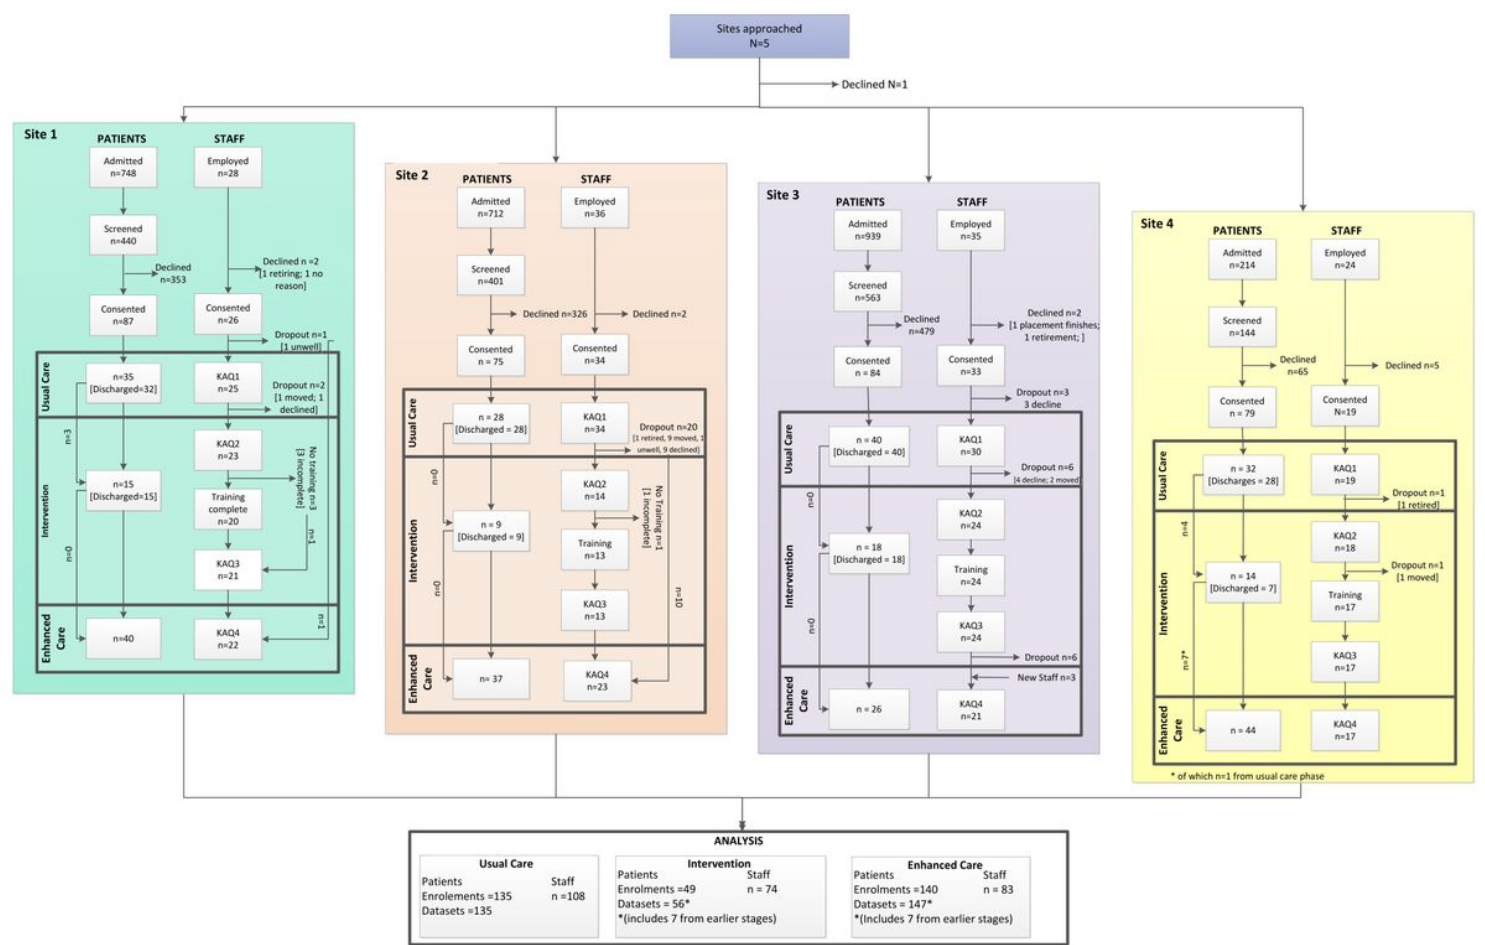 Sites approached
N=5
Declined N=1
Site 1
PATIENTS
STAFF
Admitted
n=748
Employed
n=28
Screened
n=440
Declined
n=353
Declined n =2
[1 retiring; 1 no
reason]
Consented
n=87
Consented
n=26
Dropout n=1
[1 unwell]
Usual Care
n=35
[Discharged=32]
KAQ1
n=25
Dropout n=2
[1 moved; 1
declined]
Intervention
n=3
KAQ2
n=23
No training n=3
[3 incomplete]
n=15
[Discharged=15]
Training
complete
n=20
n=1
n=0
KAQ3
n=21
Enhanced
Care
n=40
KAQ4
n=22
n=1
Site 2
PATIENTS
STAFF
Admitted
n=712
Employed
n=36
Screened
n=401
Declined n=326
Declined n=2
Consented
n = 75
Consented
n=34
Usual Care
n = 28
[Discharged = 28]
KAQ1
n=34
Dropout n=20
[1 retired, 9 moved, 1
unwell, 9 declined]
Intervention
n=0
KAQ2
n=14
No Training n=1
[1 incomplete]
n = 9
[Discharged = 9]
Training
n=13
n=0
KAQ3
n=13
n=10
Enhanced
Care
n= 37
KAQ4
n=23
Site 3
PATIENTS
STAFF
Admitted
n=939
Employed
n=35
Screened
n=563
Declined
n=479
Declined n=2
[1 placement finishes;
1 retirement; ]
Consented
n = 84
Consented
n=33
Dropout n=3
3 decline
Usual Care
n = 40
[Discharged = 40]
KAQ1
n=30
Dropout n=6
[4 decline; 2 moved]
Intervention
n=0
KAQ2
n=24
n = 18
[Discharged = 18]
Training
n=24
n=0
KAQ3
n=24
Dropout n=6
Enhanced
Care
New Staff n=3
n = 26
KAQ4
n=21
Site 4
PATIENTS
STAFF
Admitted
n=214
Employed
n=24
Screened
n=144
Declined
n=65
Declined n=5
Consented
n = 79
Consented
N=19
Usual Care
n = 32
[Discharges = 28]
KAQ1
n=19
Dropout n=1
[1 retired]
Intervention
n=4
KAQ2
n=18
Dropout n=1
[1 moved]
n = 14
[Discharged = 7]
Training
n=17
n=7*
KAQ3
n=17
Enhanced
Care
n = 44
KAQ4
n=17
* of which n=1 from usual care phase
ANALYSIS
Usual Care
Patients Staff
Enrolements =135 n =108
Datasets =135
Intervention
Patients Staff
Enrolments =49 n = 74
Datasets = 56*
*(includes 7 from earlier stages)
Enhanced Care
Patients Staff
Enrolments =140 n = 83
Datasets = 147*
*(Includes 7 from earlier stages)